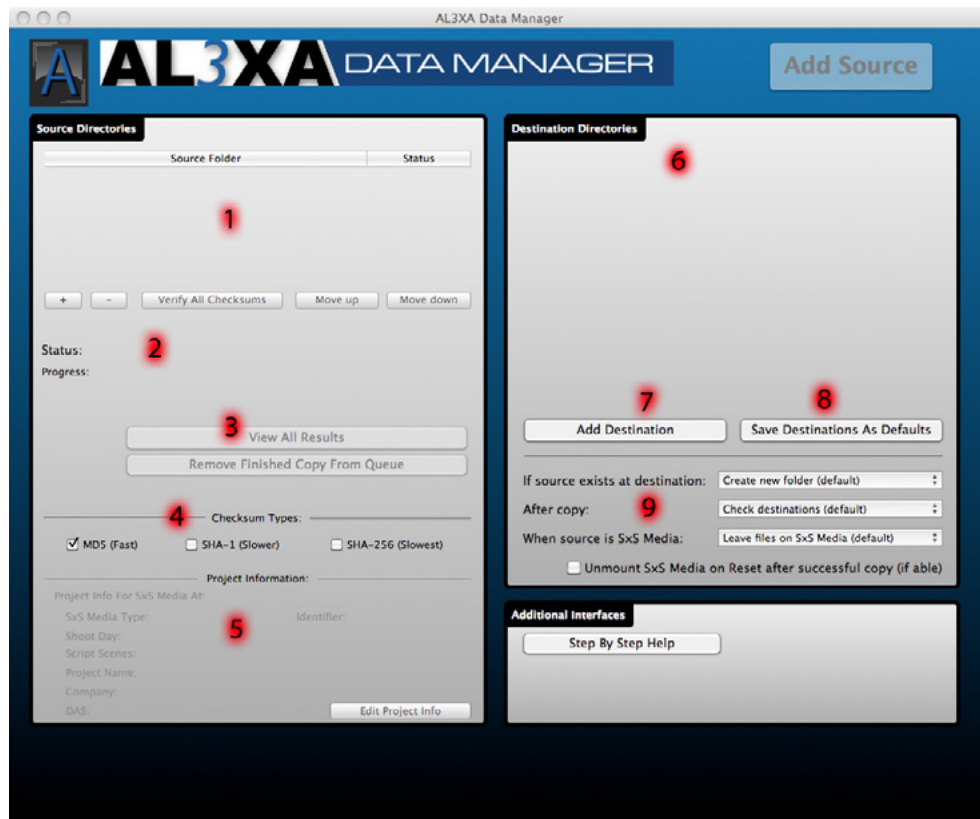 AL3XA Data Manager
A AL3XA DATA MANAGER
Add Source
Source Directories
Source Folder Status
1
+ - Verify All Checksums Move up Move down
Status: 2
Progress:
3
View All Results
Remove Finished Copy From Queue
4
Checksum Types:
MD5 (Fast) SHA-1 (Slower) SHA-256 (Slowest)
Project Information:
Project Info For SxS Media At:
SxS Media Type: Identifier:
5
Shoot Day:
Script Scenes:
Project Name:
Company:
DAS: Edit Project Info
Destination Directories
6
7 8
Add Destination Save Destinations As Defaults
If source exists at destination: Create new folder (default)
After copy: 9 Check destinations (default)
When source is SxS Media: Leave files on SxS Media (default)
Unmount SxS Media on Reset after successful copy (if able)
Additional Interfaces
Step By Step Help